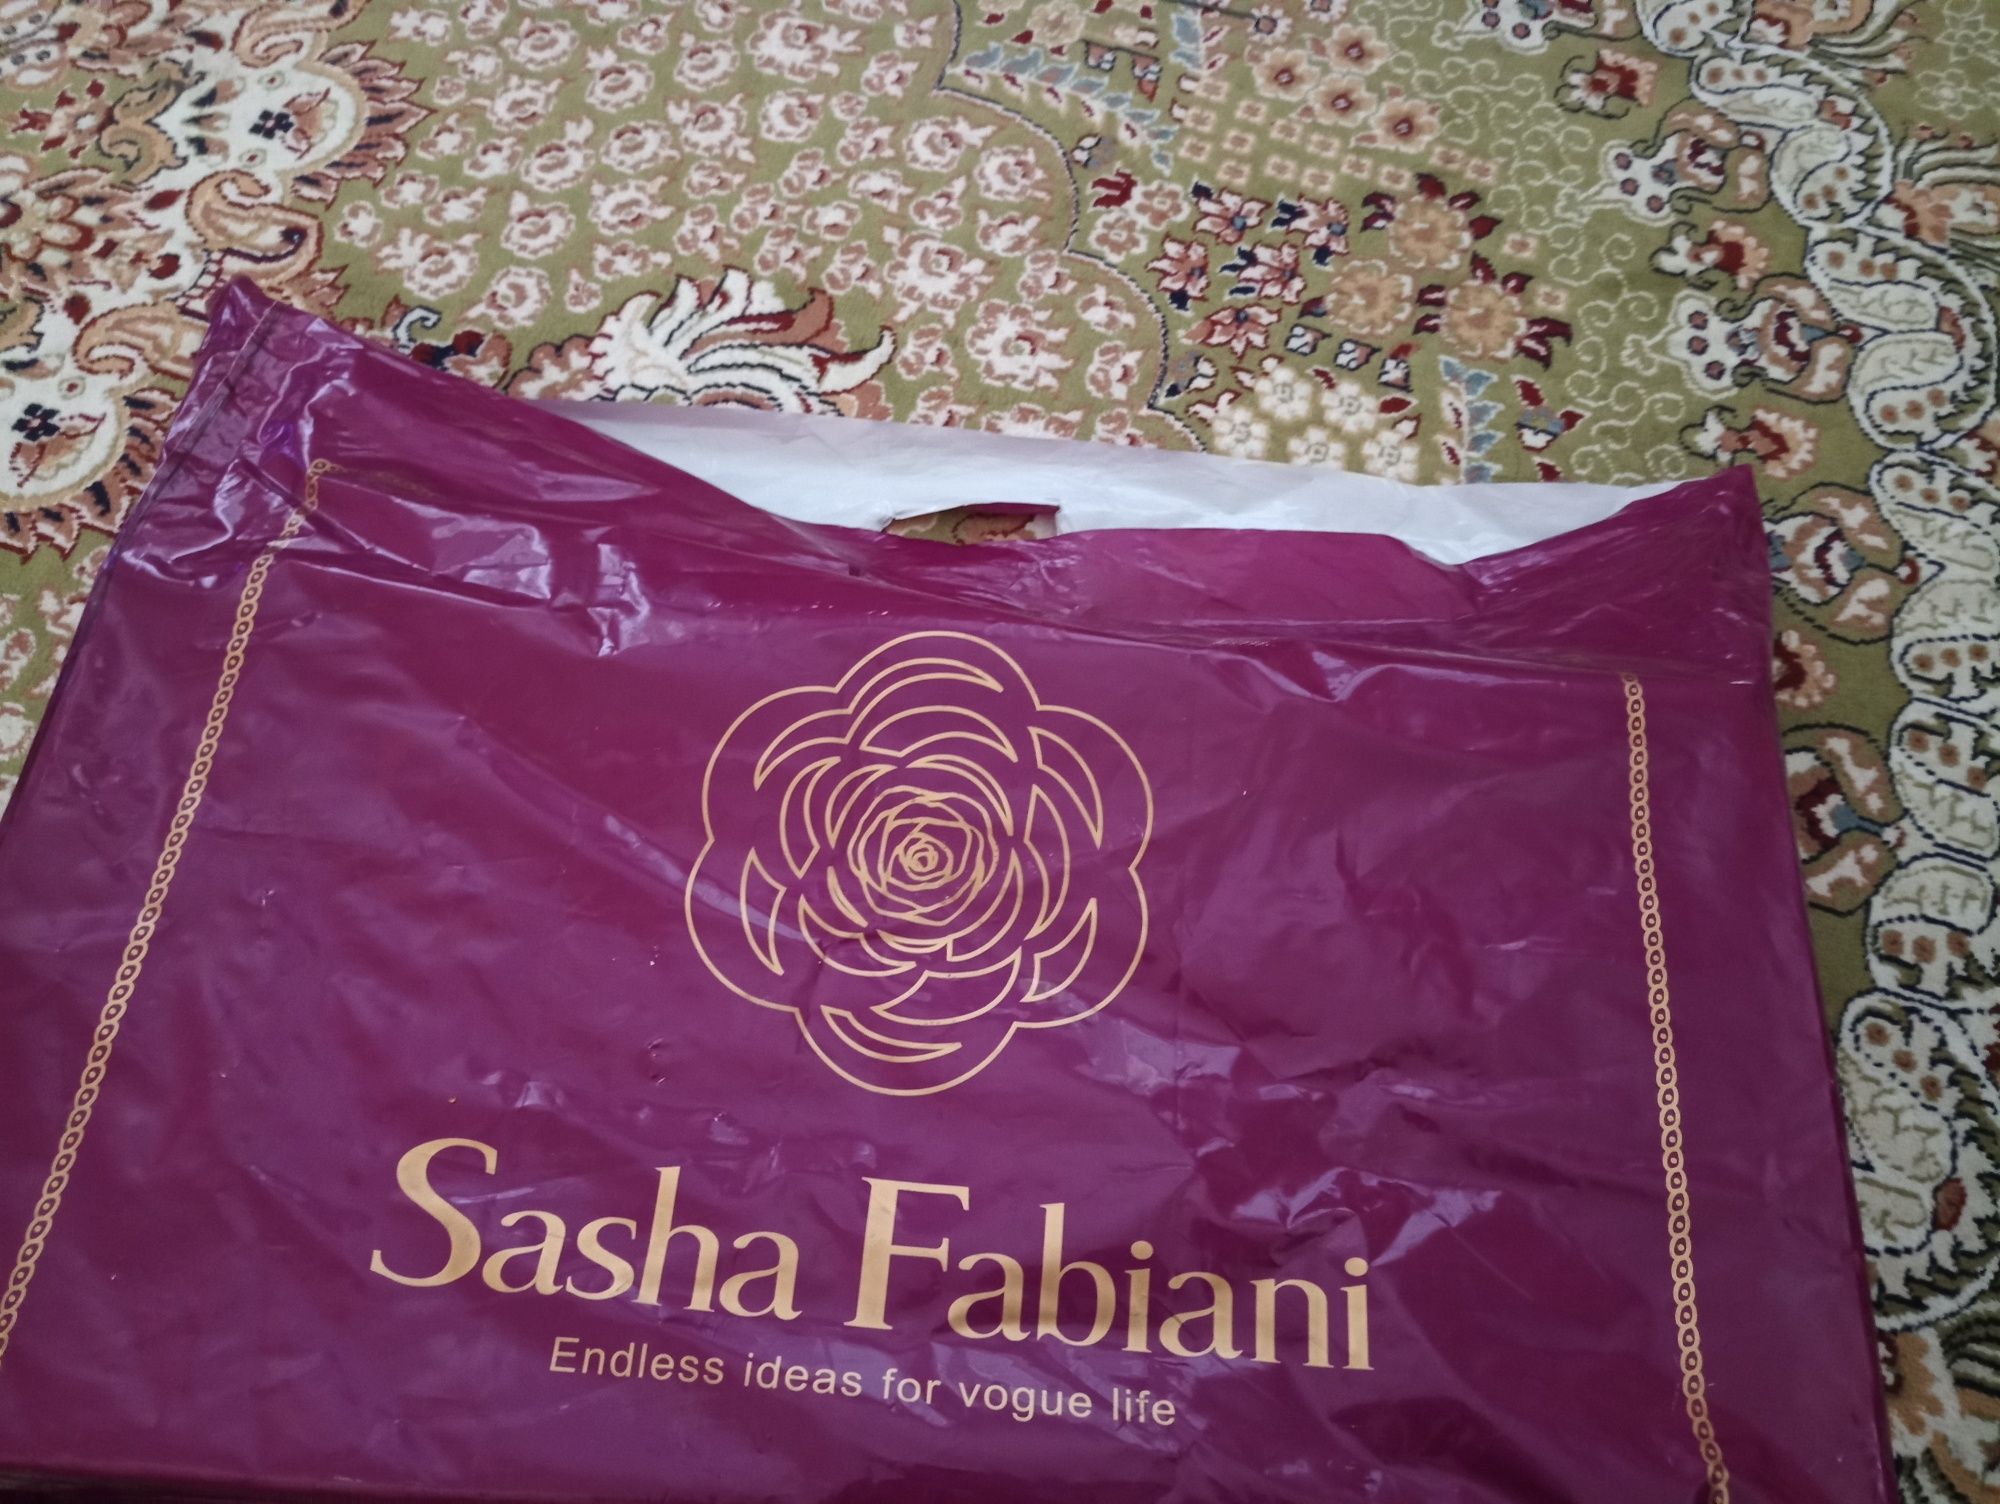 Sasha Fabiani
Endless ideas for vogue life